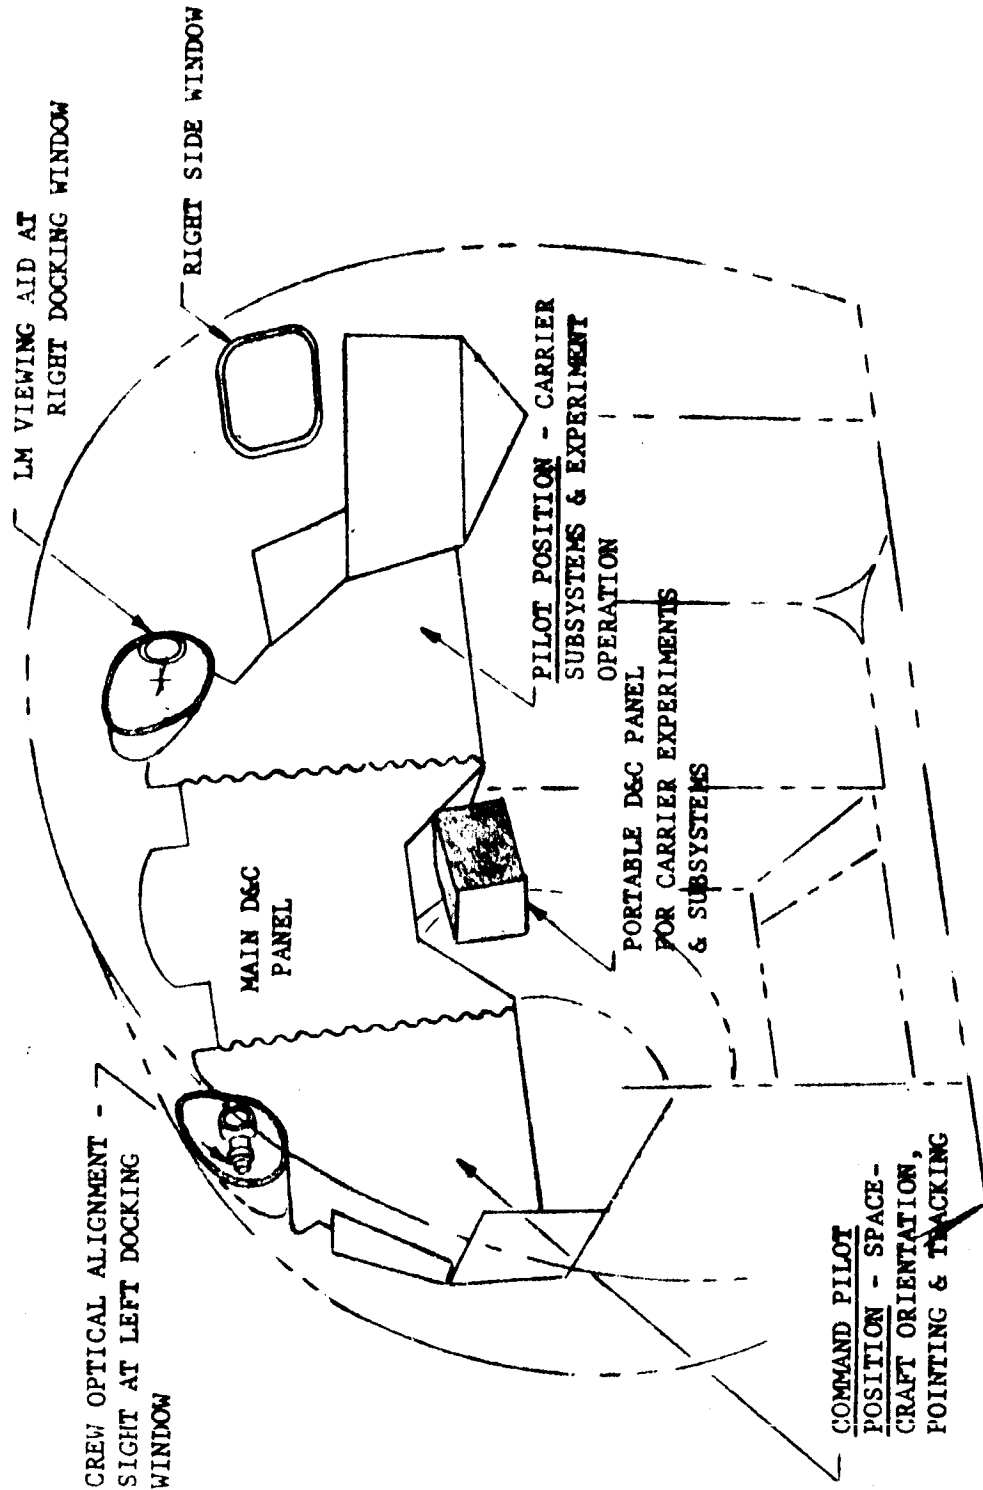 LM VIEWING AID AT
RIGHT DOCKING WINDOW
RIGHT SIDE WINDOW
CREW OPTICAL ALIGNMENT -
SIGHT AT LEFT DOCKING
WINDOW
MAIN D&C
PANEL
PILOT POSITION - CARRIER
SUBSYSTEMS & EXPERIMENT
OPERATION
PORTABLE D&C PANEL
FOR CARRIER EXPERIMENTS
& SUBSYSTEMS
COMMAND PILOT
POSITION - SPACE-
CRAFT ORIENTATION,
POINTING & TRACKING